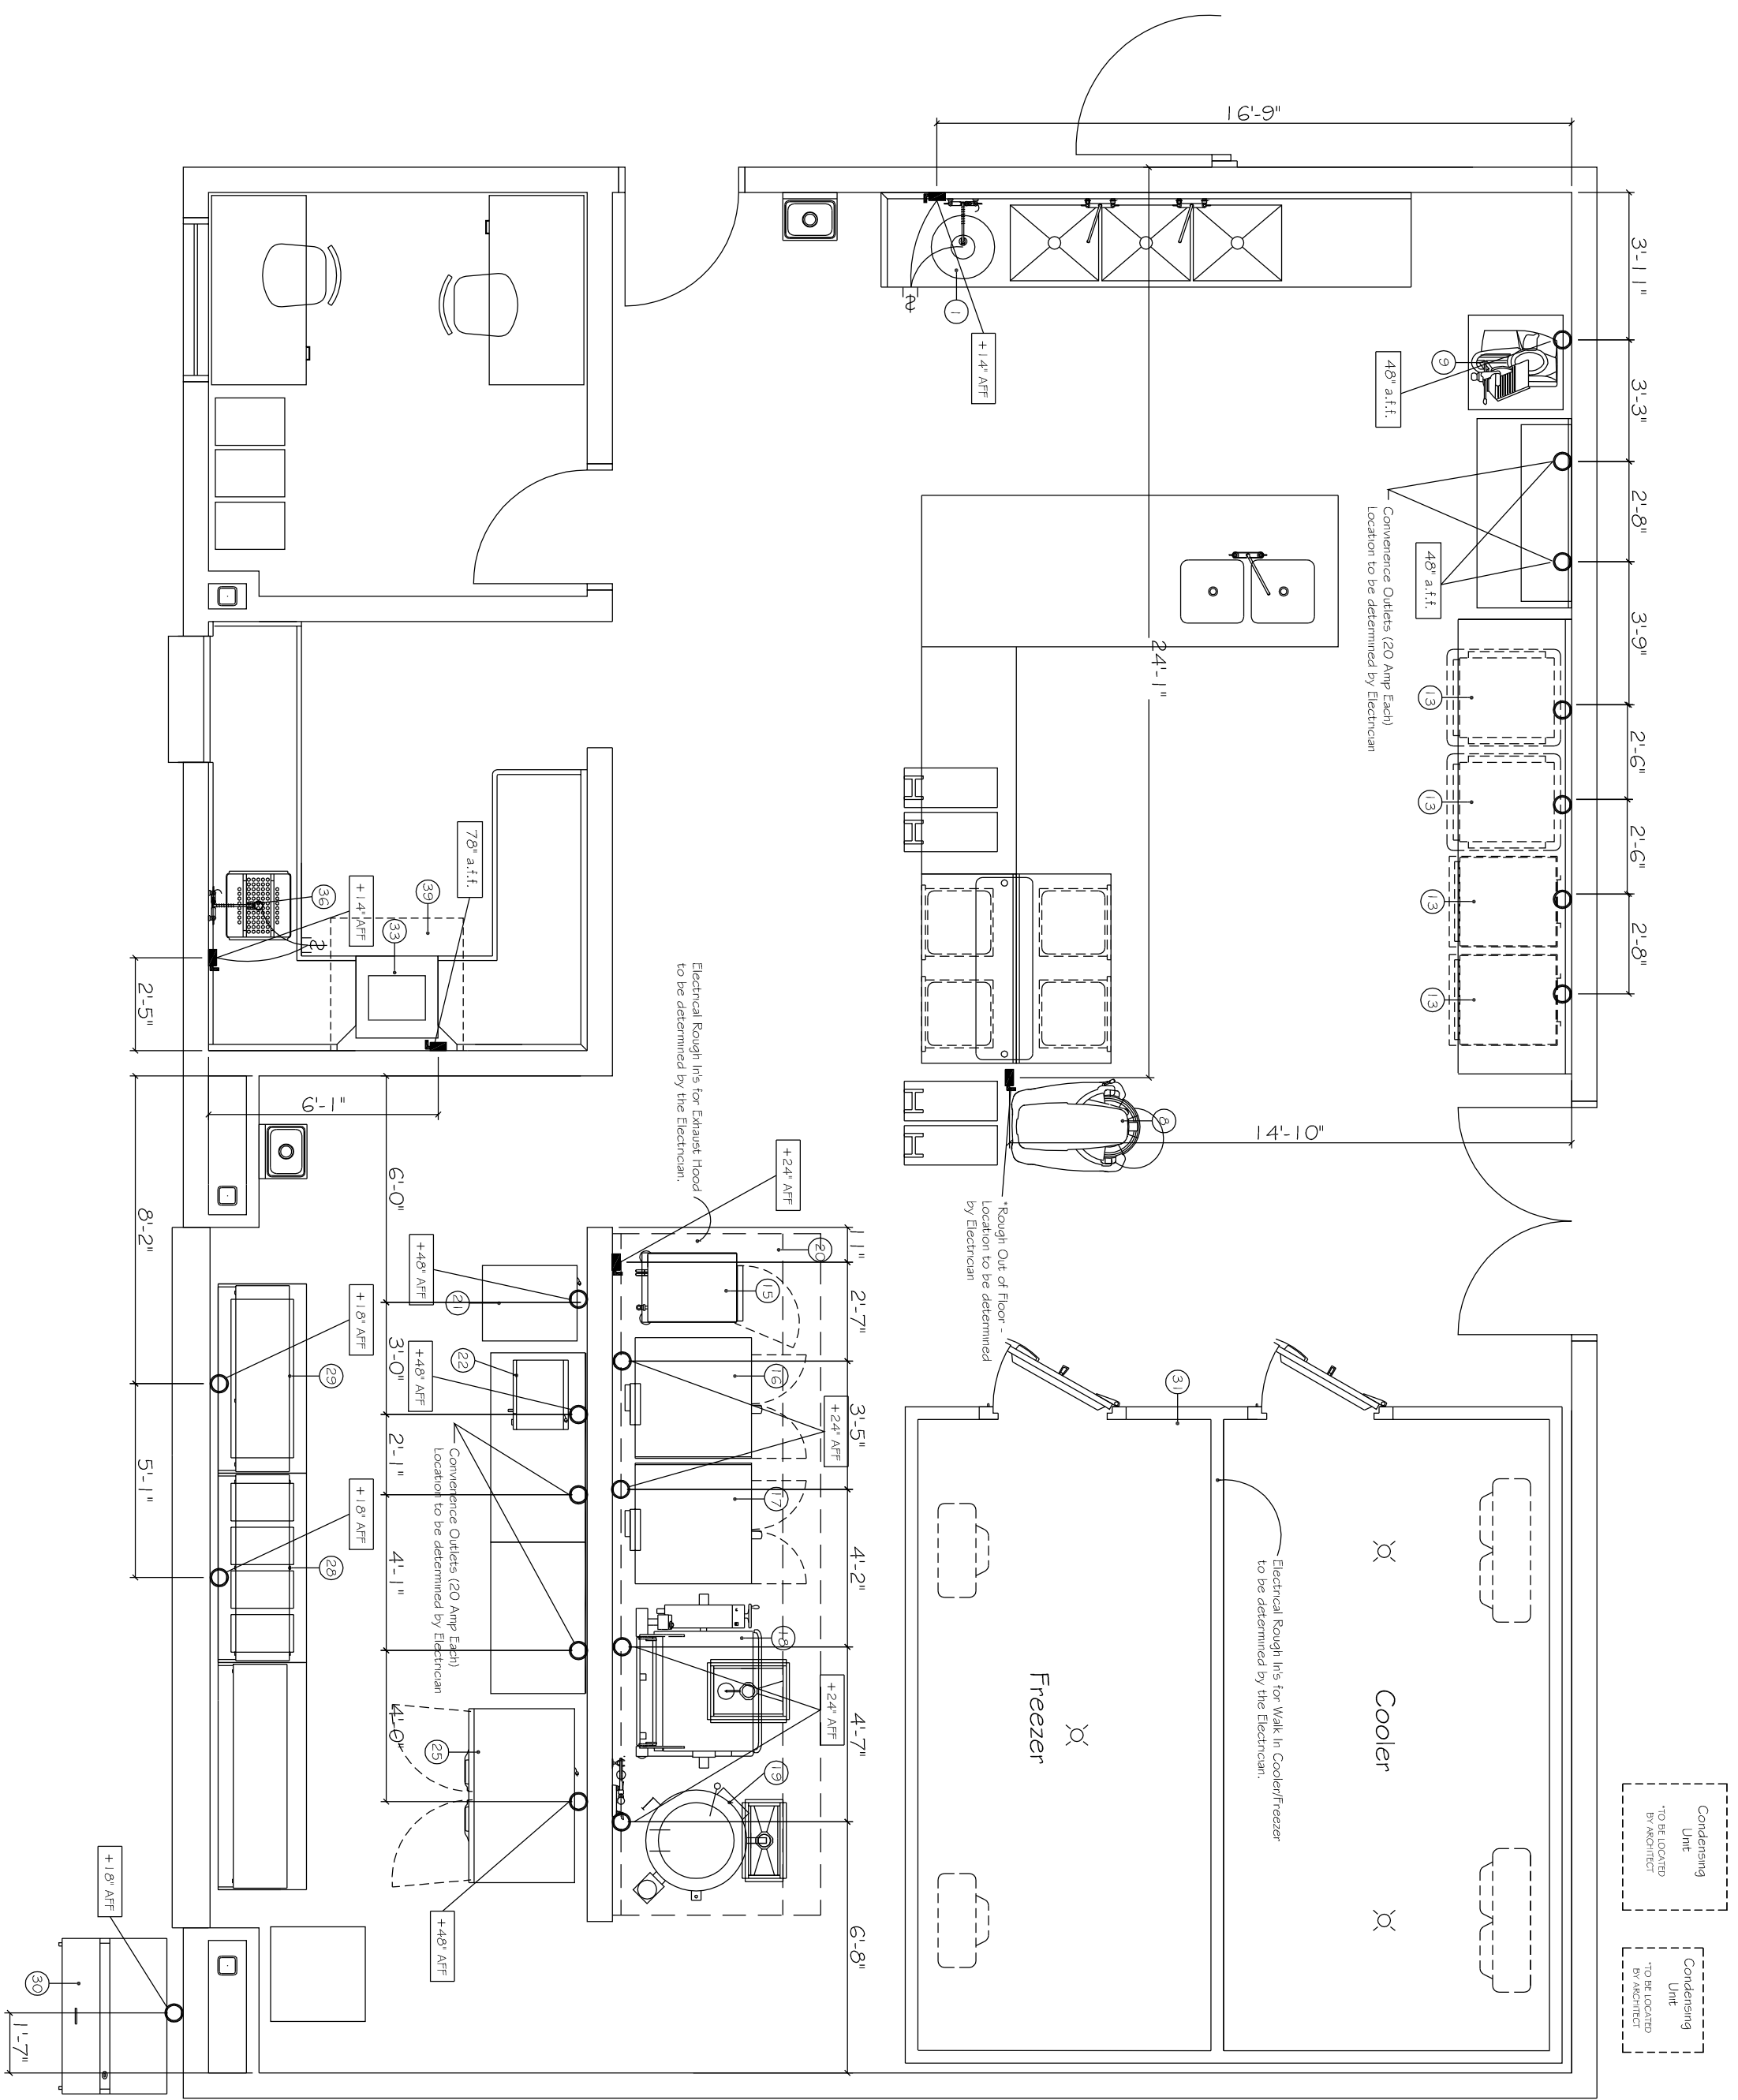 16'-9"
3'-11"
3'-3"
2'-8"
3'-9"
2'-6"
2'-6"
2'-8"
1
+14" AFF
9
48" a.f.f.
48" a.f.f.
Convienence Outlets (20 Amp Each)
Location to be determined by Electrician
13
13
13
13
24'-1"
14'-10"
8
*Rough Out of Floor -
Location to be determined
by Electrician
36
+14" AFF
39
33
78" a.f.f.
2'-5"
6'-1"
Electrical Rough In's for Exhaust Hood
to be determined by the Electrician.
+24" AFF
20
11"
2'-7"
3'-5"
4'-2"
4'-7"
6'-8"
15
16
17
18
19
+24" AFF
+24" AFF
6'-0"
3'-0"
2'-1"
4'-1"
4'-0"
+48" AFF
21
+48" AFF
22
Convienence Outlets (20 Amp Each)
Location to be determined by Electrician
25
+48" AFF
8'-2"
5'-1"
+18" AFF
29
+18" AFF
28
+18" AFF
30
1'-7"
31
Electrical Rough In's for Walk In Cooler/Freezer
to be determined by the Electrician.
Cooler
Freezer
Condensing
Unit
*TO BE LOCATED
BY ARCHITECT
Condensing
Unit
*TO BE LOCATED
BY ARCHITECT